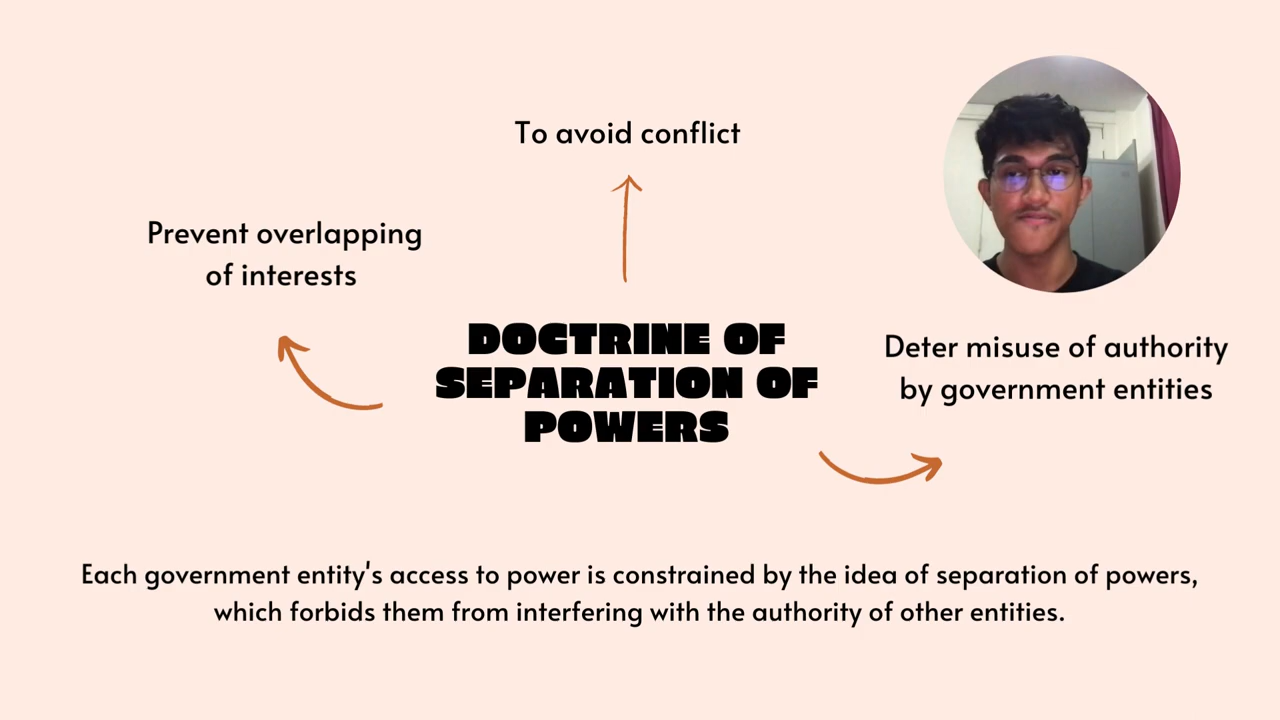 To avoid conflict
Prevent overlapping
of interests
DOCTRINE OF
SEPARATION OF
POWERS
Deter misuse of authority
by government entities
Each government entity's access to power is constrained by the idea of separation of powers,
which forbids them from interfering with the authority of other entities.